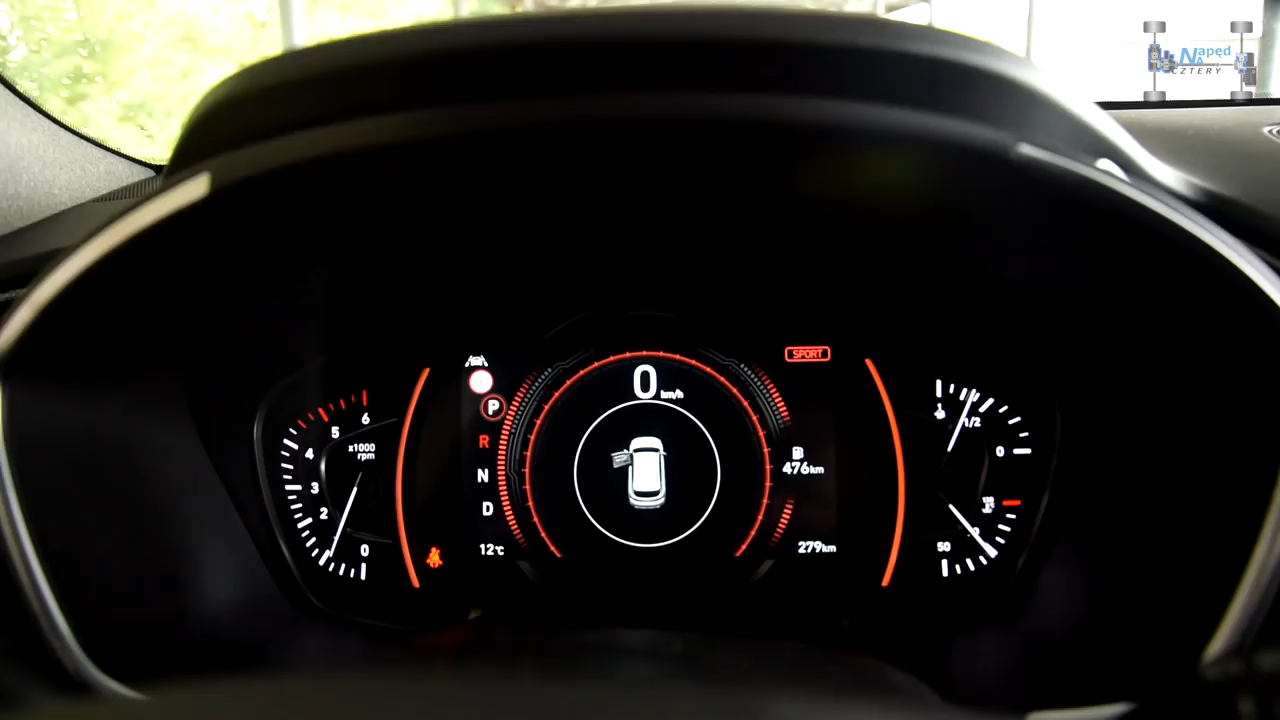 Napęd
NA
CZTERY
SPORT
0 km/h
6
5
4
3
2
0
x1000
rpm
P
R
N
D
12°C
476km
279km
1/2
0
50